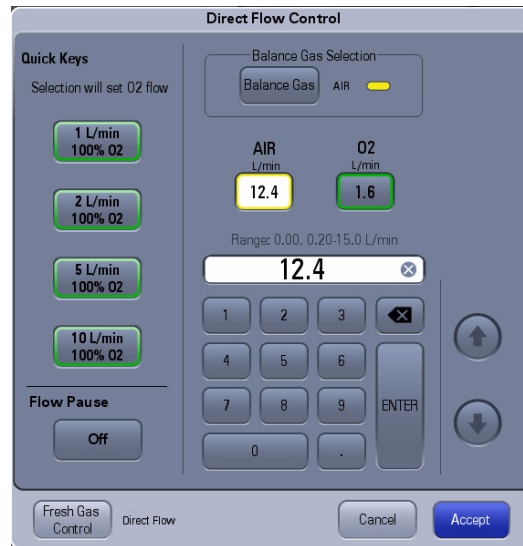 Direct Flow Control
Quick Keys
Selection will set O2 flow
1 L/min
100% O2
2 L/min
100% O2
5 L/min
100% O2
10 L/min
100% O2
Flow Pause
Off
Balance Gas Selection
Balance Gas
AIR
AIR
L/min
12.4
O2
L/min
1.6
Range: 0.00, 0.20-15.0 L/min
12.4
1
2
3
4
5
6
7
8
9
ENTER
0
.
Fresh Gas
Control
Direct Flow
Cancel
Accept